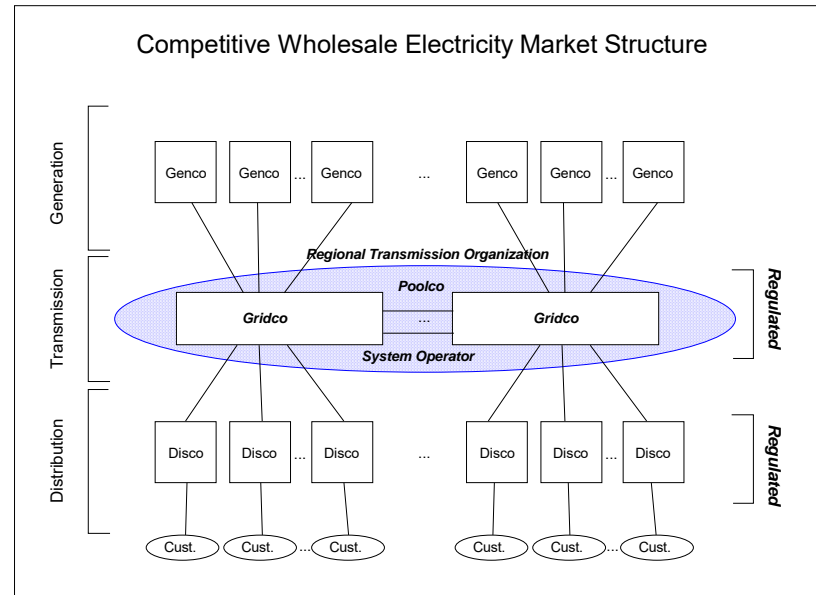 Competitive Wholesale Electricity Market Structure
Generation
Genco Genco ... Genco ... Genco Genco ... Genco
Regional Transmission Organization
Transmission
Poolco
Gridco ... Gridco
System Operator
Regulated
Distribution
Disco Disco ... Disco ... Disco Disco ... Disco
Regulated
Cust. Cust. ... Cust. Cust. Cust. ... Cust.